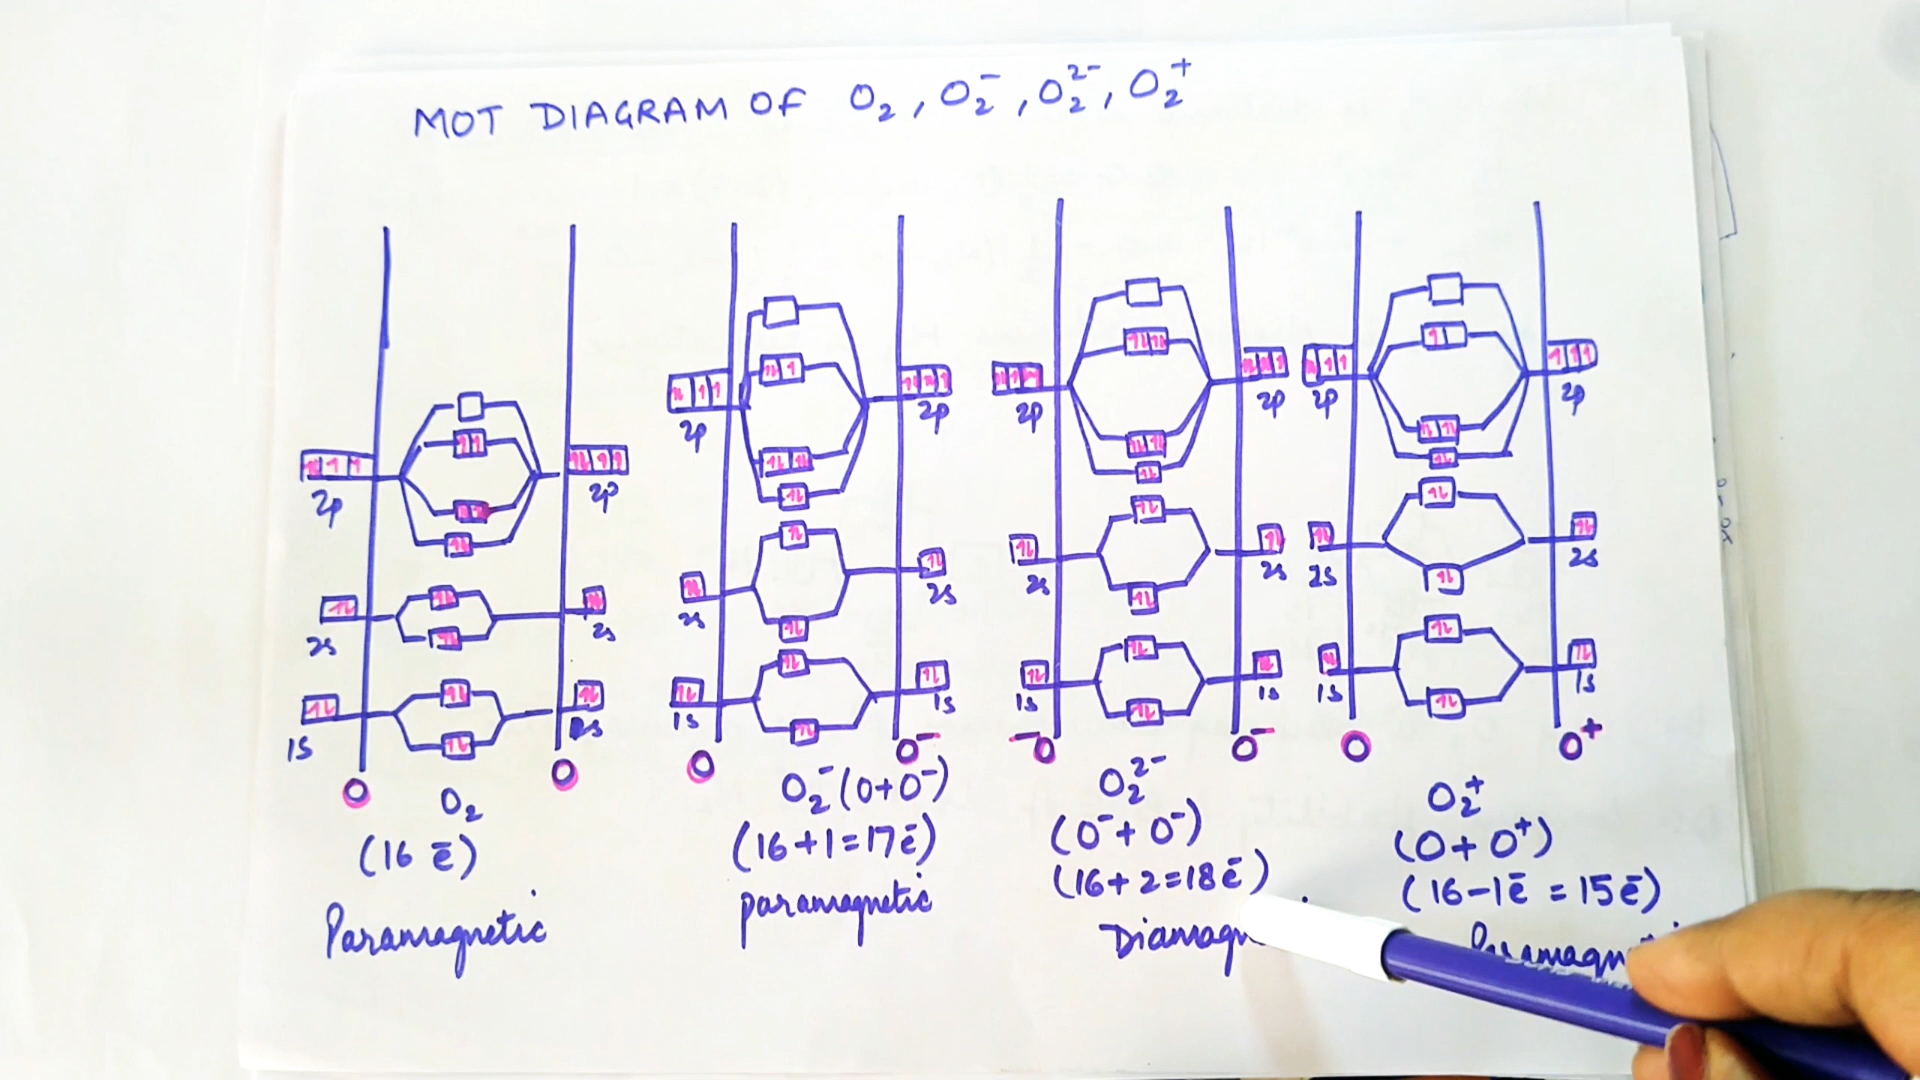 MOT DIAGRAM OF O₂, O₂⁻, O₂²⁻, O₂⁺
2p 2p
2s 2s
1S
O O
O₂
(16 ē)
Paramagnetic
2p 2p
2s 2s
1S 1s
O O⁻
O₂⁻ (O+O⁻)
(16+1=17ē)
paramagnetic
2p 2p
2s 2s
1s 1s
⁻O O⁻
O₂²⁻
(O⁻+O⁻)
(16+2=18ē)
Diamagn
2p 2p
2S 2s
1s 1s
O O⁺
O₂⁺
(O+O⁺)
(16-1ē=15ē)
Paramagn